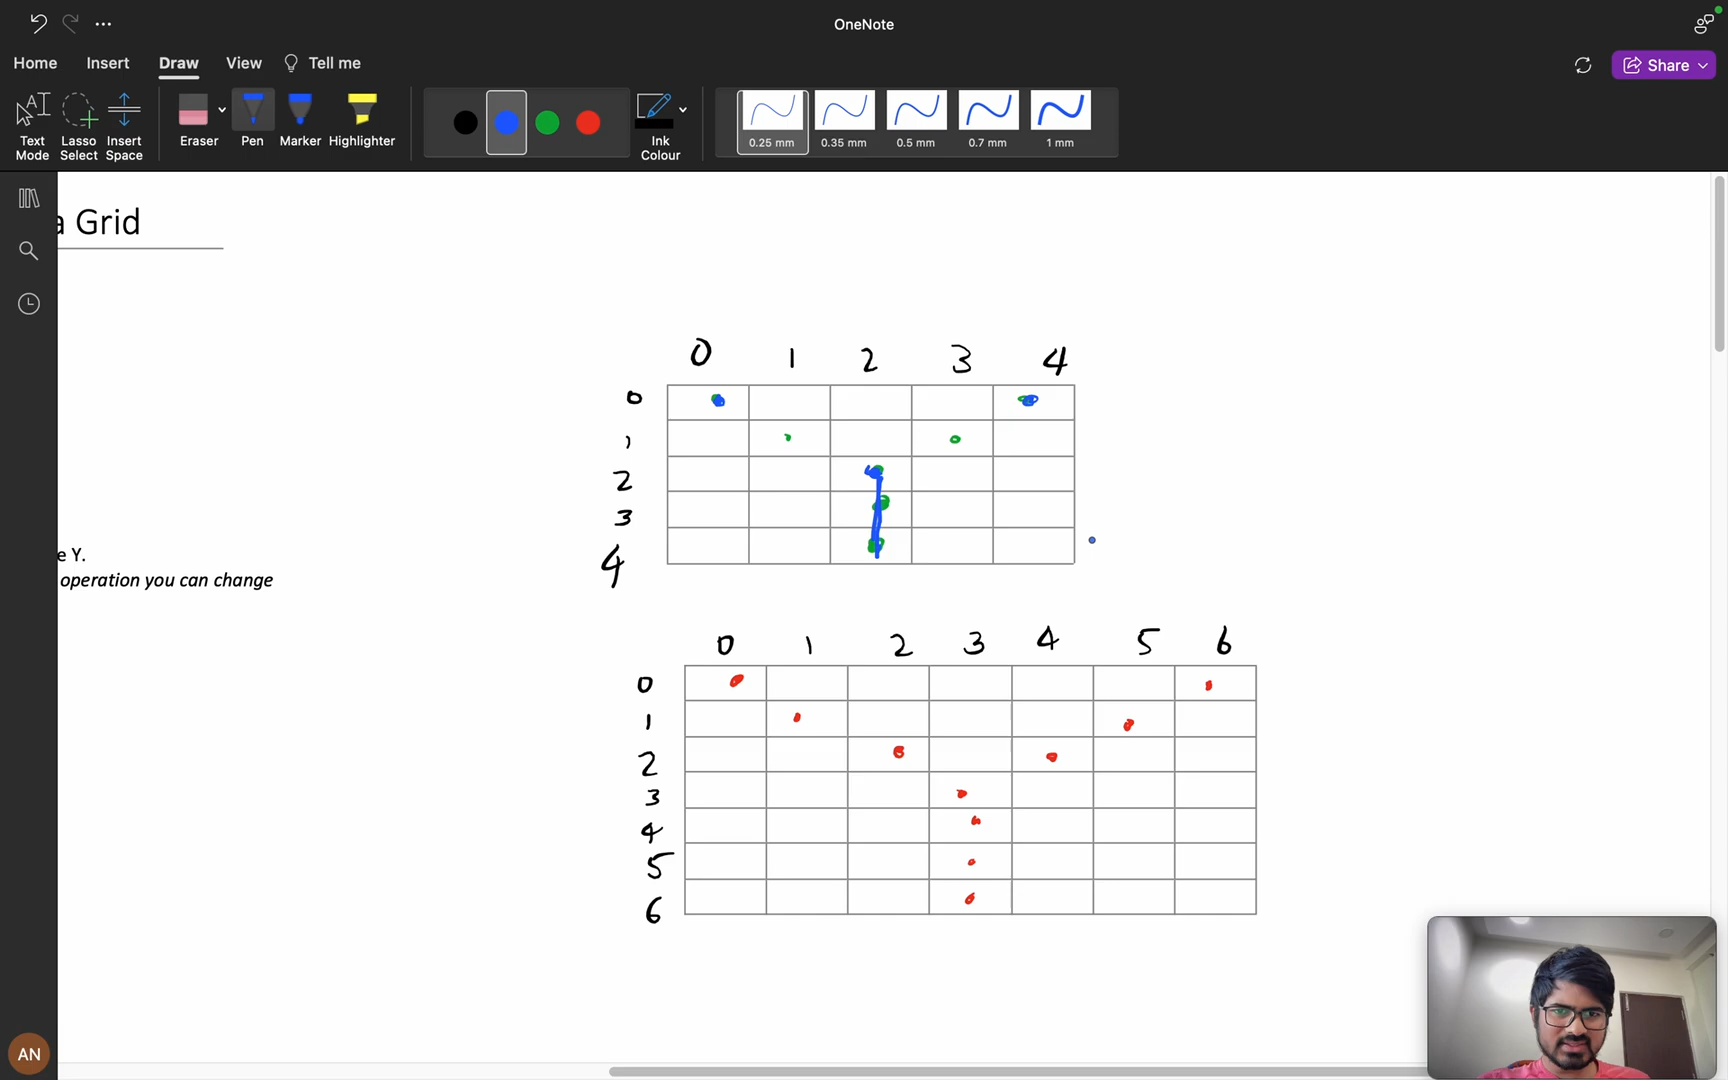 OneNote
Home Insert Draw View Tell me
Share
Text Mode
Lasso Select
Insert Space
Eraser
Pen
Marker
Highlighter
Ink Colour
0.25 mm
0.35 mm
0.5 mm
0.7 mm
1 mm
a Grid
0 1 2 3 4
0
1
2
3
4
e Y.
operation you can change
0 1 2 3 4 5 6
0
1
2
3
4
5
6
AN